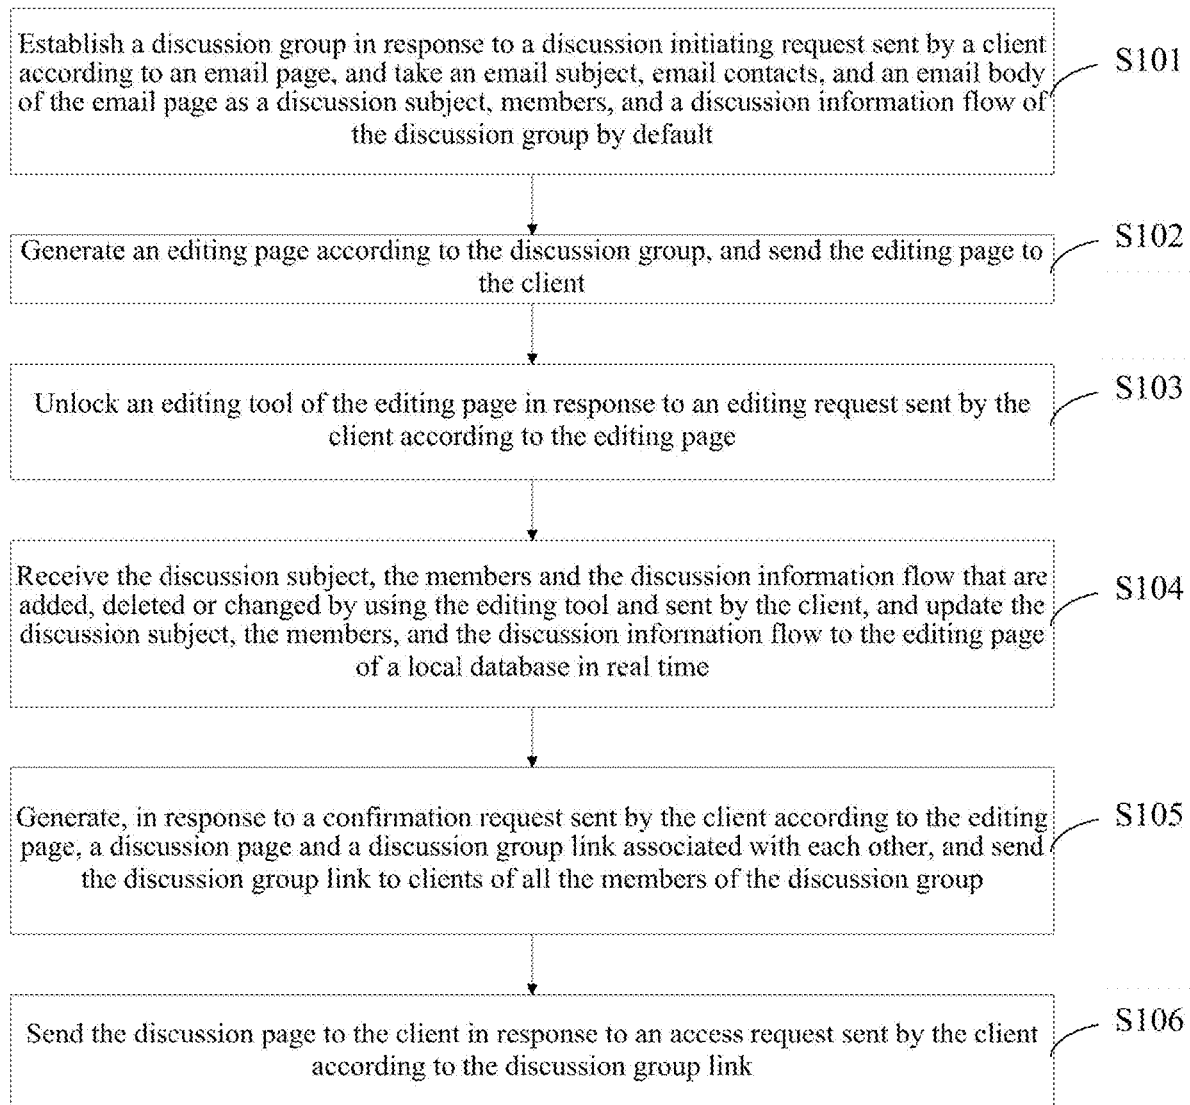 Establish a discussion group in response to a discussion initiating request sent by a client
according to an email page, and take an email subject, email contacts, and an email body
of the email page as a discussion subject, members, and a discussion information flow of
the discussion group by default
S101
Generate an editing page according to the discussion group, and send the editing page to
the client
S102
Unlock an editing tool of the editing page in response to an editing request sent by the
client according to the editing page
S103
Receive the discussion subject, the members and the discussion information flow that are
added, deleted or changed by using the editing tool and sent by the client, and update the
discussion subject, the members, and the discussion information flow to the editing page
of a local database in real time
S104
Generate, in response to a confirmation request sent by the client according to the editing
page, a discussion page and a discussion group link associated with each other, and send
the discussion group link to clients of all the members of the discussion group
S105
Send the discussion page to the client in response to an access request sent by the client
according to the discussion group link
S106